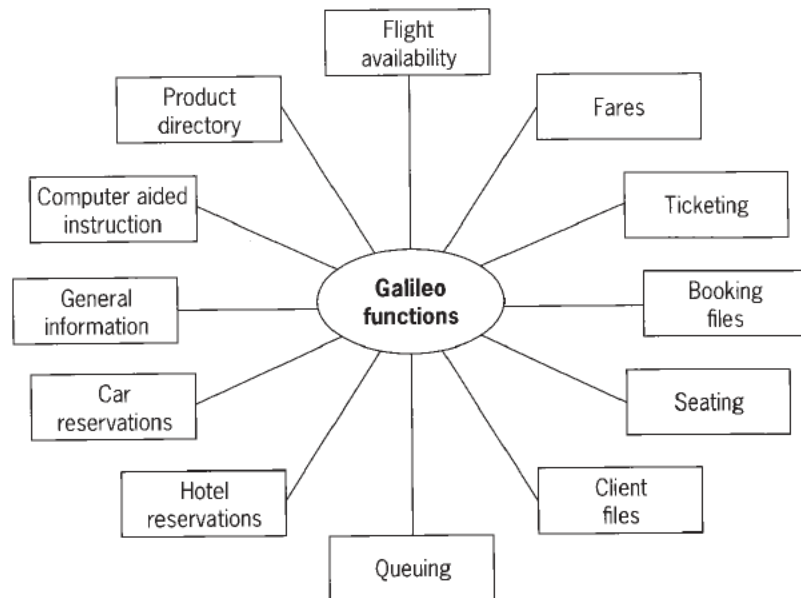 Flight
availability
Product
directory
Fares
Computer aided
instruction
Ticketing
Galileo
functions
General
information
Booking
files
Car
reservations
Seating
Hotel
reservations
Client
files
Queuing